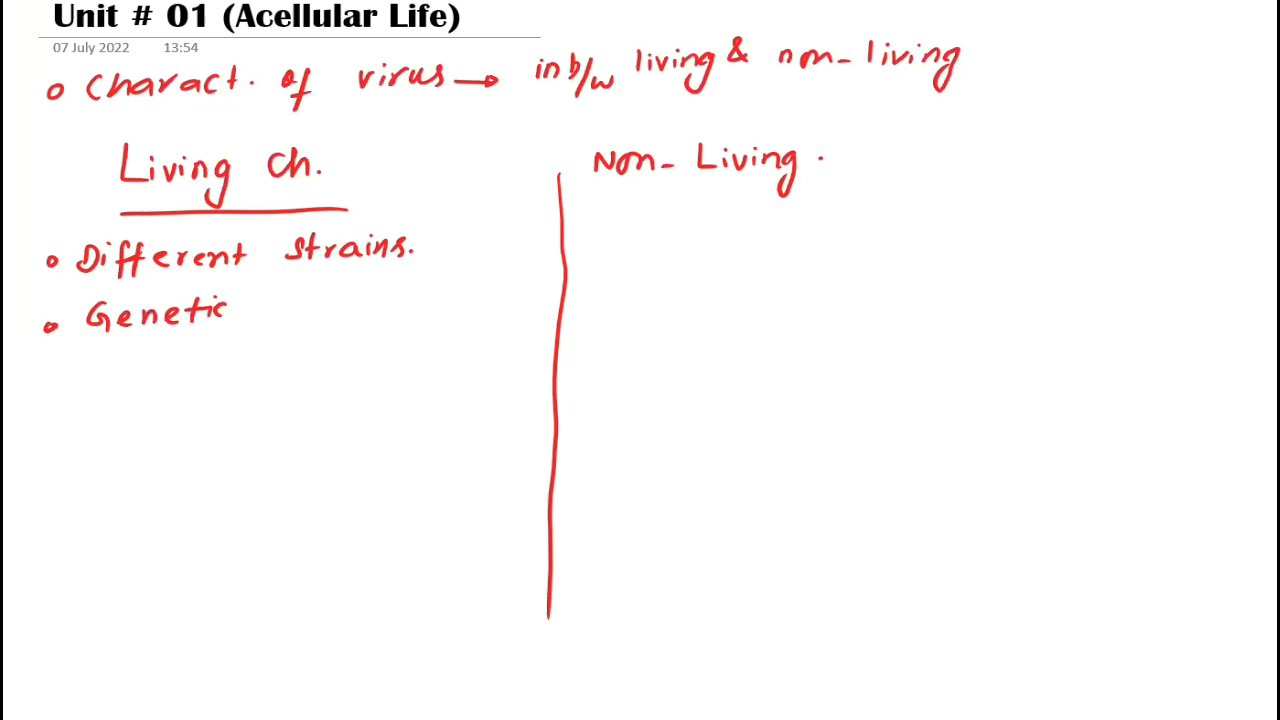 Unit # 01 (Acellular Life)
07 July 2022 13:54
o Charact. of virus → in b/w living & non-living
Living Ch.
Non-Living.
o Different strains.
o Genetic